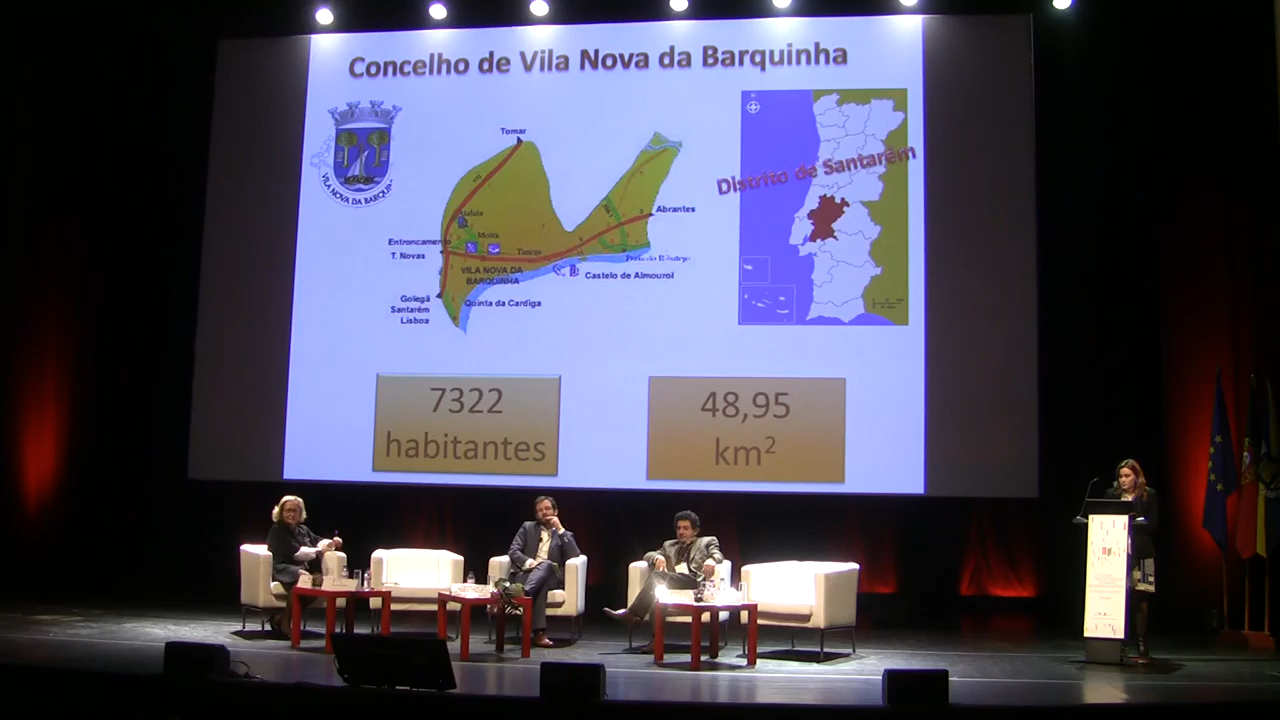 Concelho de Vila Nova da Barquinha
VILA NOVA DA BARQUIN
Tomar
Atalaia
Moita
Entroncamento
T. Novas
Tancos
Abrantes
VILA NOVA DA
BARQUINHA
Castelo de Almourol
Golegã
Santarém
Lisboa
Quinta da Cardiga
Distrito de Santarém
7322
habitantes
48,95
km²